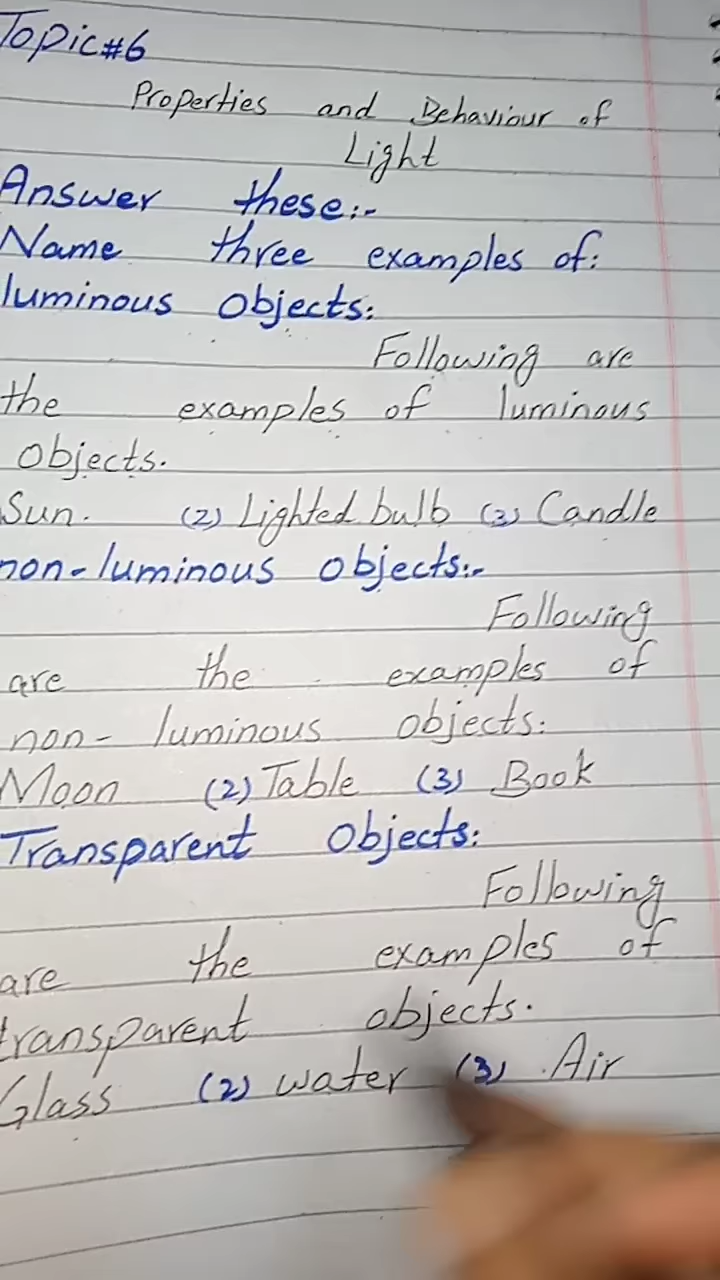 Topic#6
Properties and Behaviour of
Light
Answer these:-
Name three examples of:
luminous objects:
Following are
the examples of luminous
objects.
Sun. (2) Lighted bulb (3) Candle
non-luminous objects:-
Following
are the examples of
non-luminous objects:
Moon (2) Table (3) Book
Transparent Objects:
Following
are the examples of
transparent objects.
Glass (2) water (3) Air